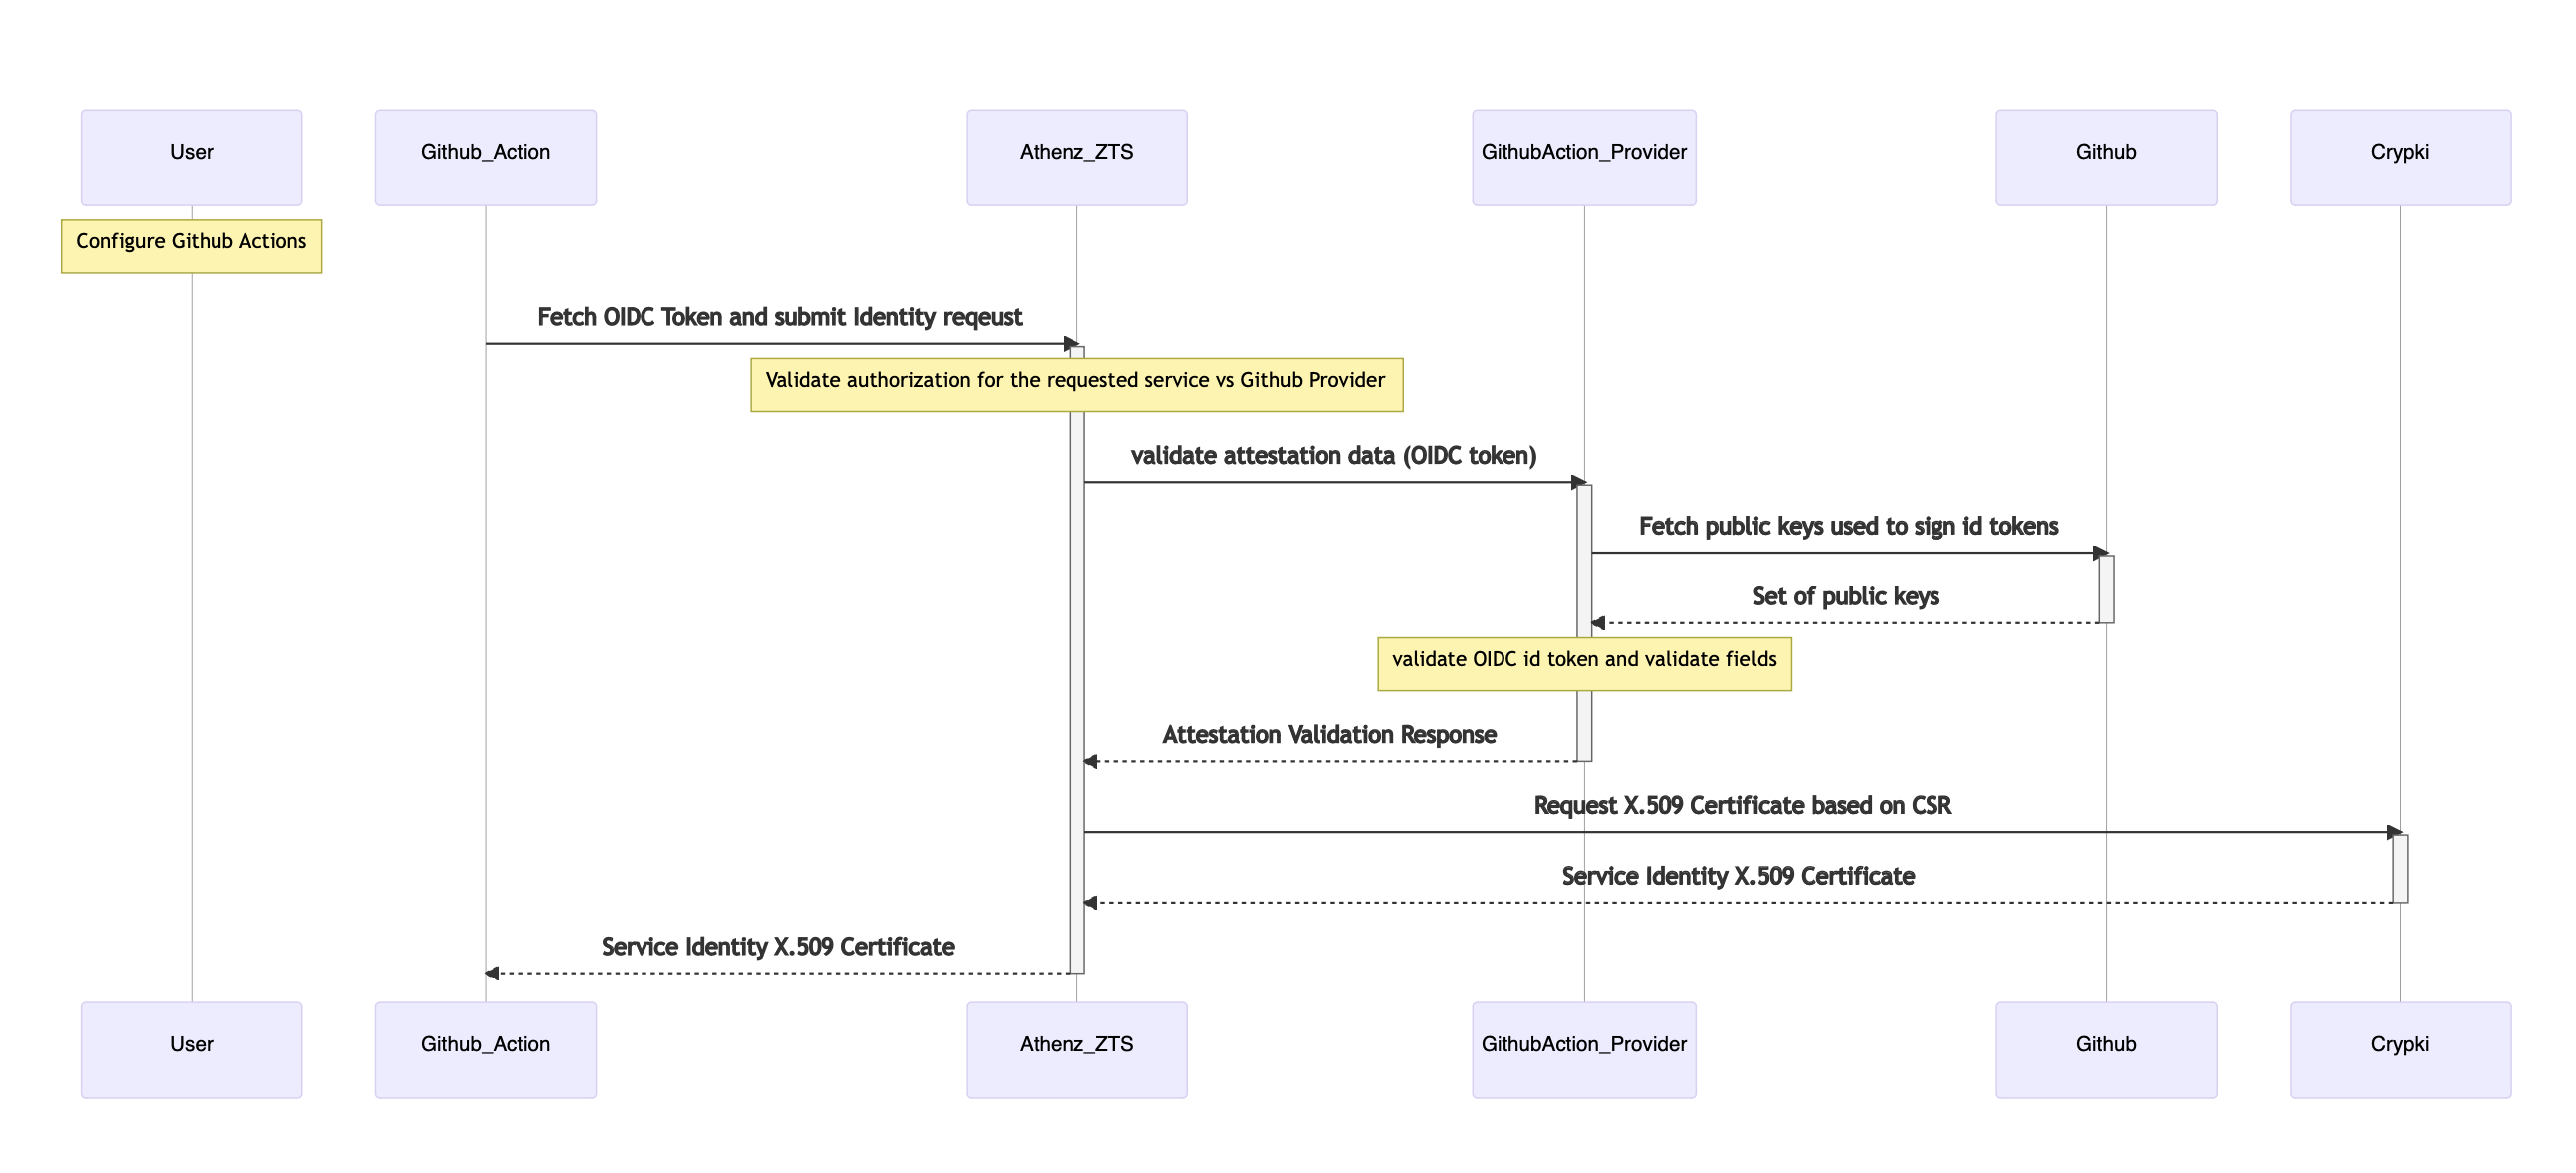 User
Github_Action
Athenz_ZTS
GithubAction_Provider
Github
Crypki
Configure Github Actions
Fetch OIDC Token and submit Identity reqeust
Validate authorization for the requested service vs Github Provider
validate attestation data (OIDC token)
Fetch public keys used to sign id tokens
Set of public keys
validate OIDC id token and validate fields
Attestation Validation Response
Request X.509 Certificate based on CSR
Service Identity X.509 Certificate
Service Identity X.509 Certificate
User
Github_Action
Athenz_ZTS
GithubAction_Provider
Github
Crypki